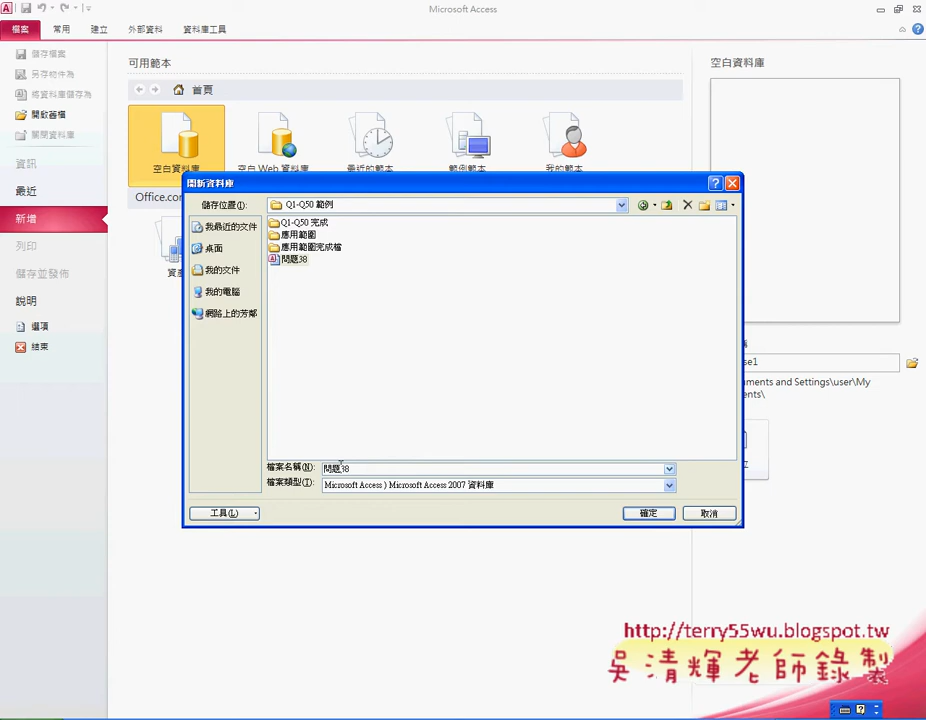 Microsoft Access
檔案 常用 建立 外部資料 資料庫工具
儲存檔案
另存物件為
將資料庫儲存為
開啟舊檔
關閉資料庫
資訊
最近
新增
列印
儲存並發佈
說明
選項
結束
可用範本
首頁
空白資料庫 空白 Web 資料庫 最近的範本 範例範本 我的範本
Office.co
空白資料庫
開新資料庫
儲存位置(I): Q1-Q50 範例
我最近的文件
桌面
我的文件
我的電腦
網路上的芳鄰
Q1-Q50 完成
應用範圍
應用範圍完成檔
問題38
檔案名稱(N): 問題38
檔案類型(T): Microsoft Access ) Microsoft Access 2007 資料庫
工具(L) 確定 取消
se1
uments and Settings\user\My
ents\
立
http://terry55wu.blogspot.tw
吳清輝老師錄製